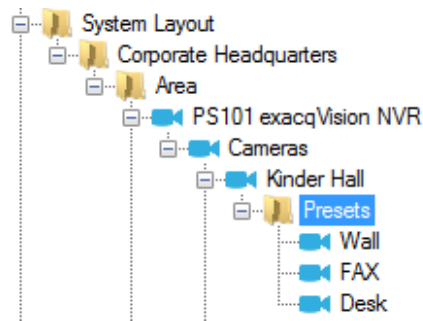 System Layout
Corporate Headquarters
Area
PS101 exacqVision NVR
Cameras
Kinder Hall
Presets
Wall
FAX
Desk